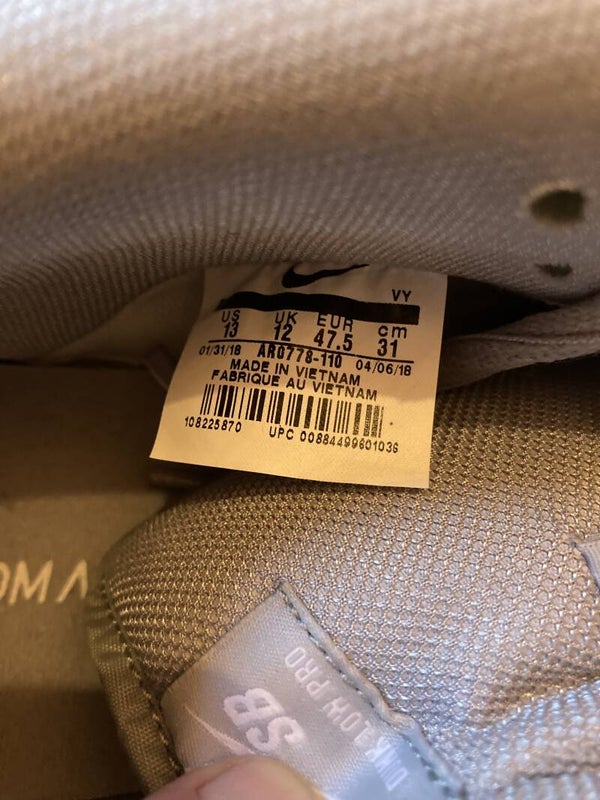 VY
US UK EUR cm
13 12 47.5 31
01/31/18 AR0778-110 04/06/18
MADE IN VIETNAM
FABRIQUE AU VIETNAM
108225870 UPC 00884499601036
OMA
SB
DUNK LOW PRO